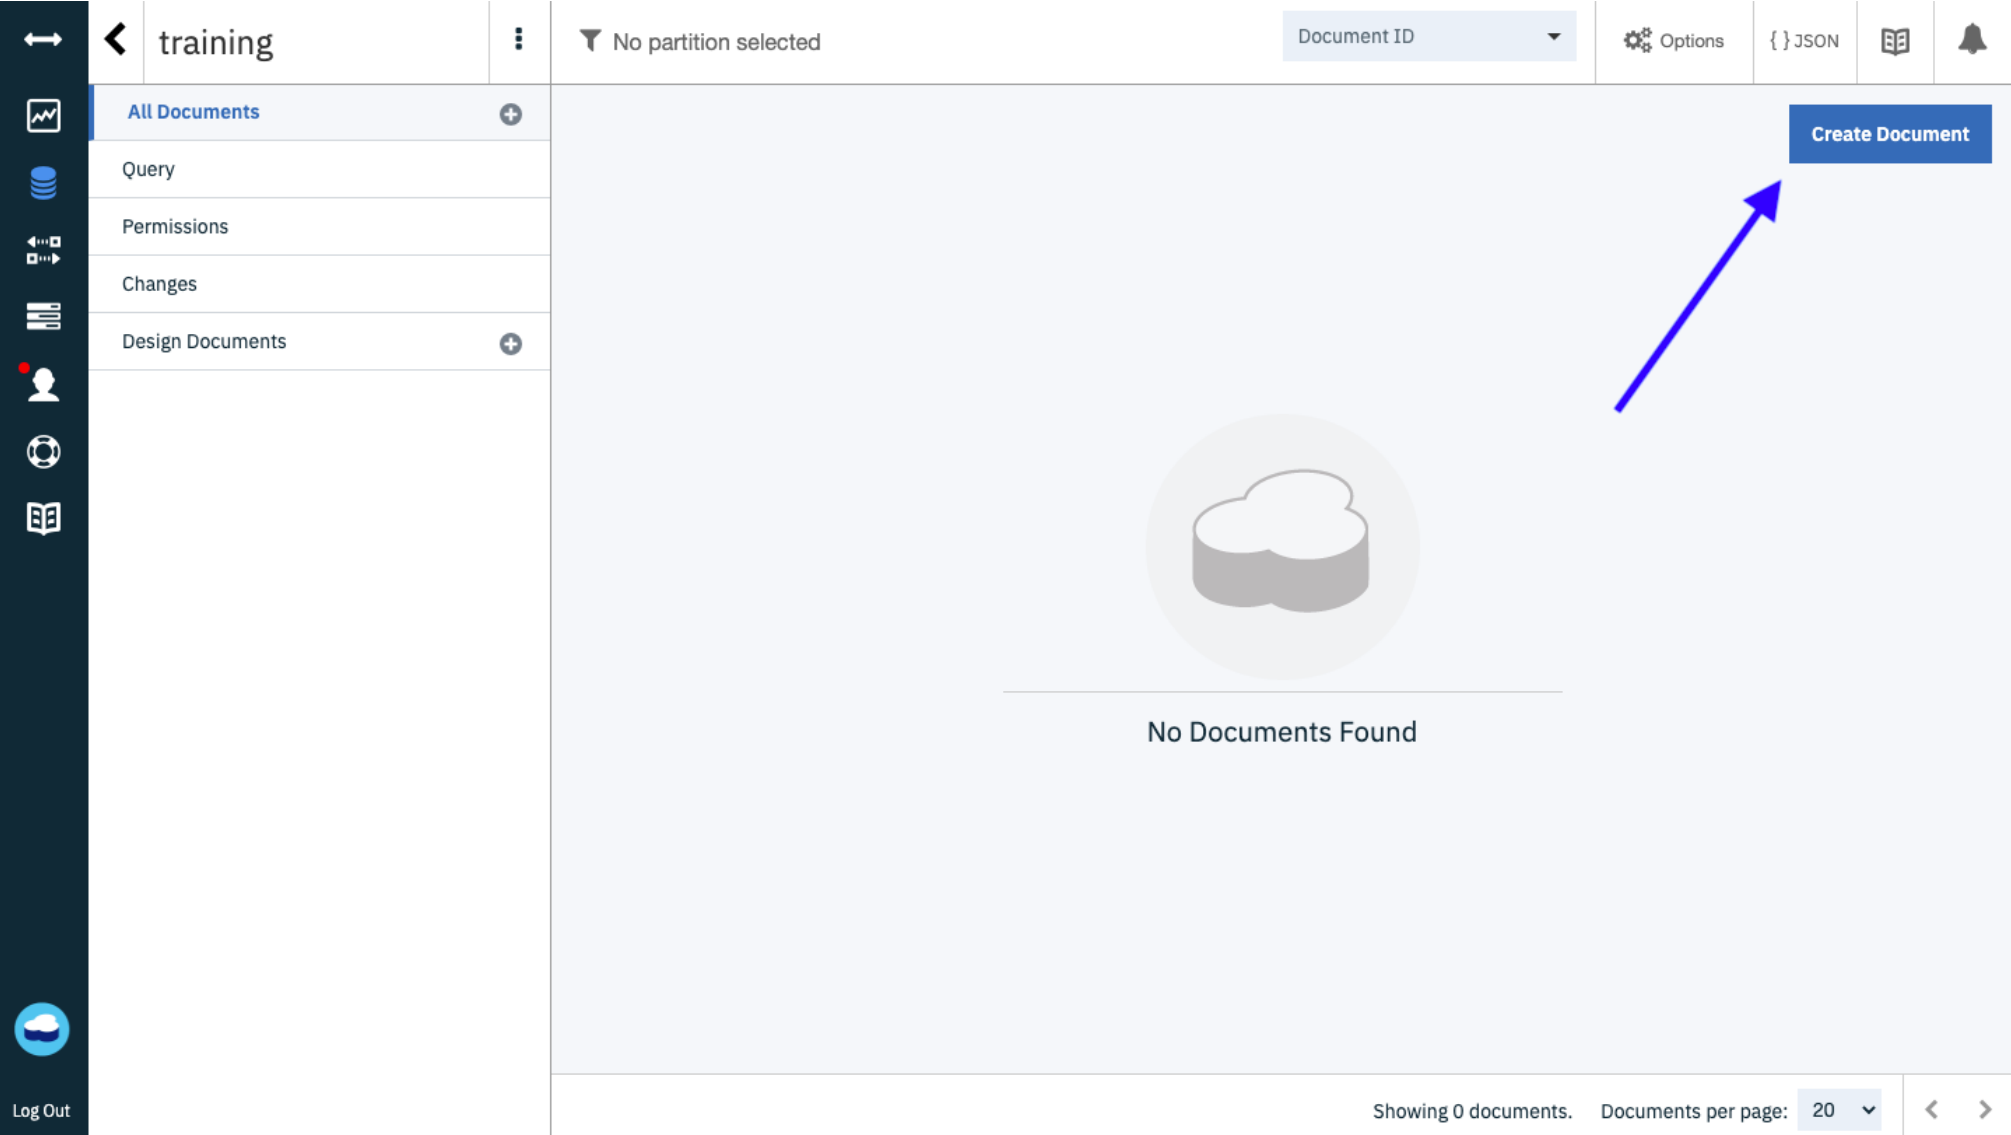 training
No partition selected
Document ID
Options
{ } JSON
All Documents
Create Document
Query
Permissions
Changes
Design Documents
No Documents Found
Log Out
Showing 0 documents.
Documents per page:
20